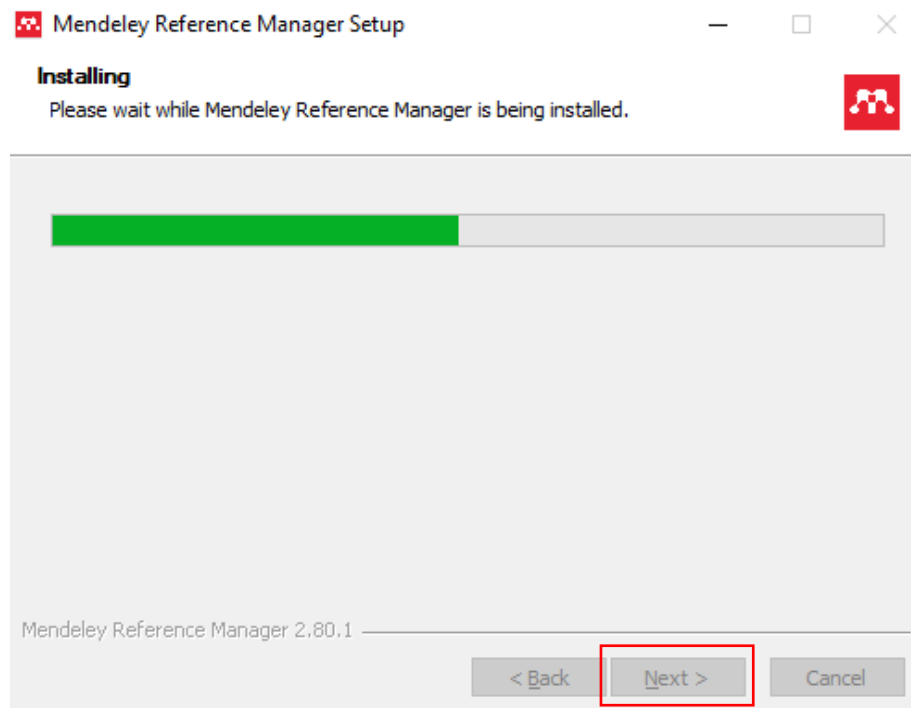 Mendeley Reference Manager Setup
Installing
Please wait while Mendeley Reference Manager is being installed.
Mendeley Reference Manager 2.80.1
< Back
Next >
Cancel